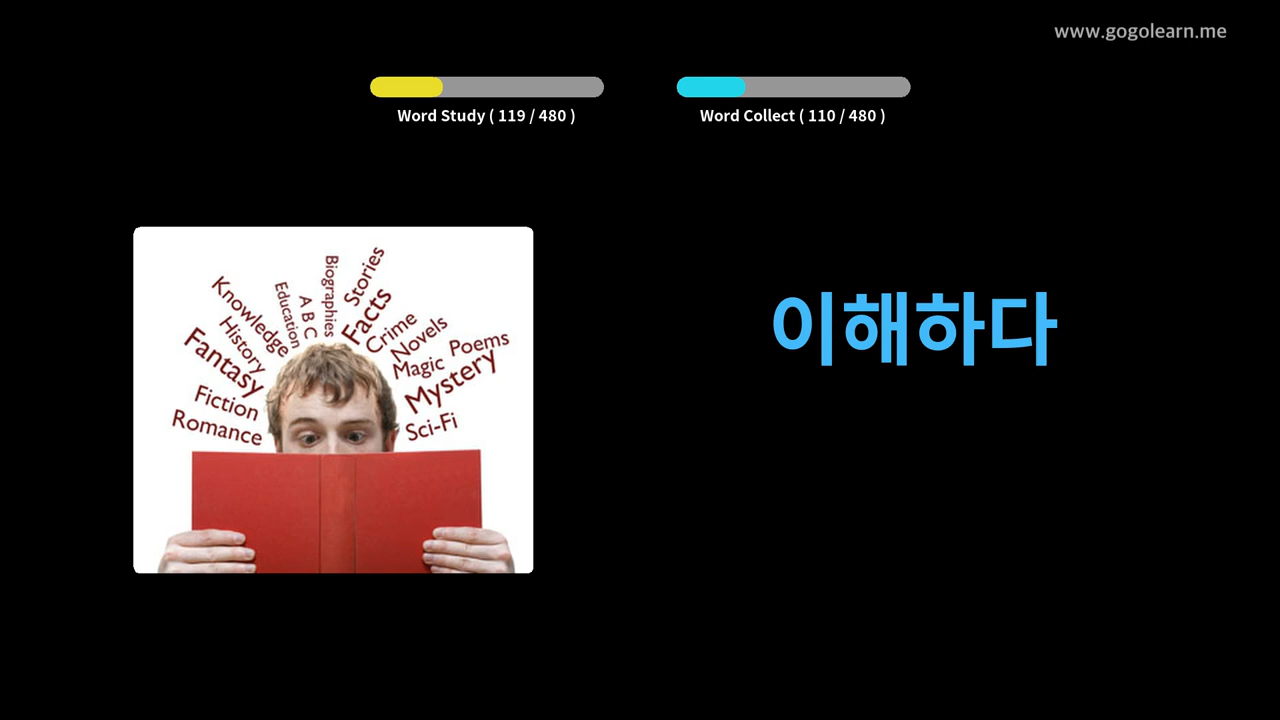 www.gogolearn.me
Word Study ( 119 / 480 )
Word Collect ( 110 / 480 )
Biographies
Stories
Education
A B C
Facts
Knowledge
Crime
History
Novels
Poems
Fantasy
Magic
Mystery
Fiction
Romance
Sci-Fi
이해하다